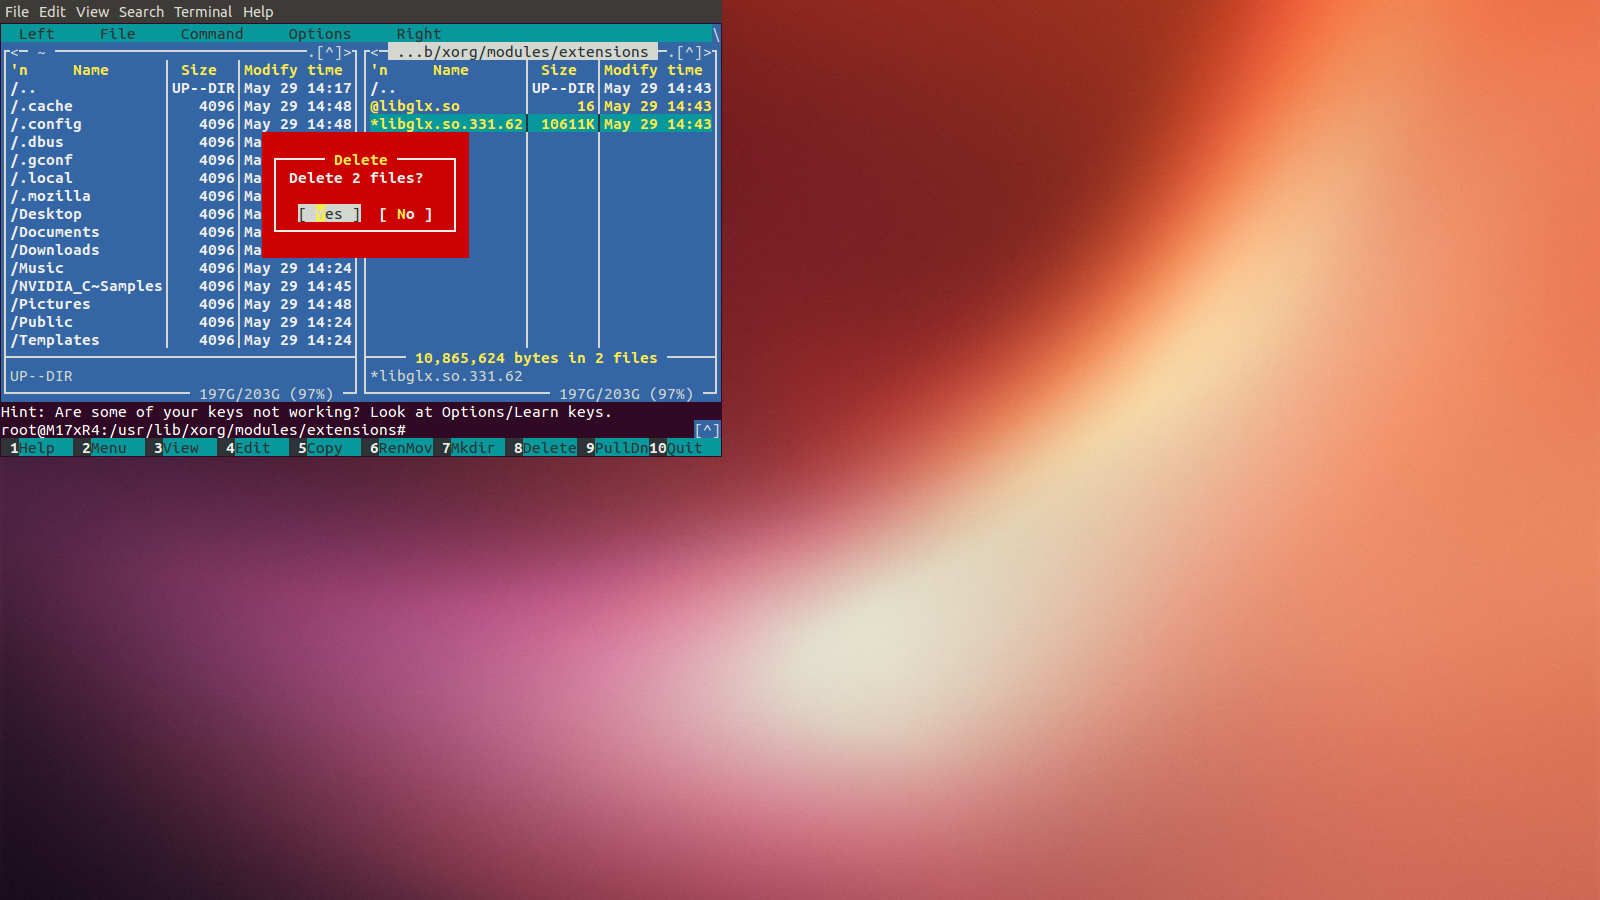 File Edit View Search Terminal Help
Left File Command Options Right \
<- ~ .[^]> <- ...b/xorg/modules/extensions .[^]>
'n Name Size Modify time 'n Name Size Modify time
/.. UP--DIR May 29 14:17 /.. UP--DIR May 29 14:43
/.cache 4096 May 29 14:48 @libglx.so 16 May 29 14:43
/.config 4096 May 29 14:48 *libglx.so.331.62 10611K May 29 14:43
/.dbus 4096 Ma
/.gconf 4096 Ma Delete
/.local 4096 Ma Delete 2 files?
/.mozilla 4096 Ma
/Desktop 4096 Ma [ Yes ] [ No ]
/Documents 4096 Ma
/Downloads 4096 Ma
/Music 4096 May 29 14:24
/NVIDIA_C~Samples 4096 May 29 14:45
/Pictures 4096 May 29 14:48
/Public 4096 May 29 14:24
/Templates 4096 May 29 14:24
10,865,624 bytes in 2 files
UP--DIR *libglx.so.331.62
197G/203G (97%) 197G/203G (97%)
Hint: Are some of your keys not working? Look at Options/Learn keys.
root@M17xR4:/usr/lib/xorg/modules/extensions# [^]
1Help 2Menu 3View 4Edit 5Copy 6RenMov 7Mkdir 8Delete 9PullDn 10Quit